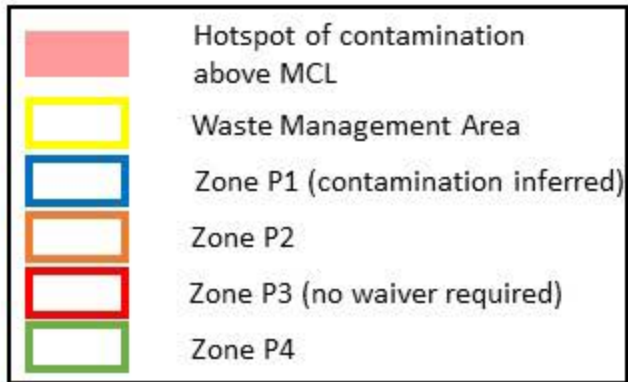 Hotspot of contamination
above MCL
Waste Management Area
Zone P1 (contamination inferred)
Zone P2
Zone P3 (no waiver required)
Zone P4